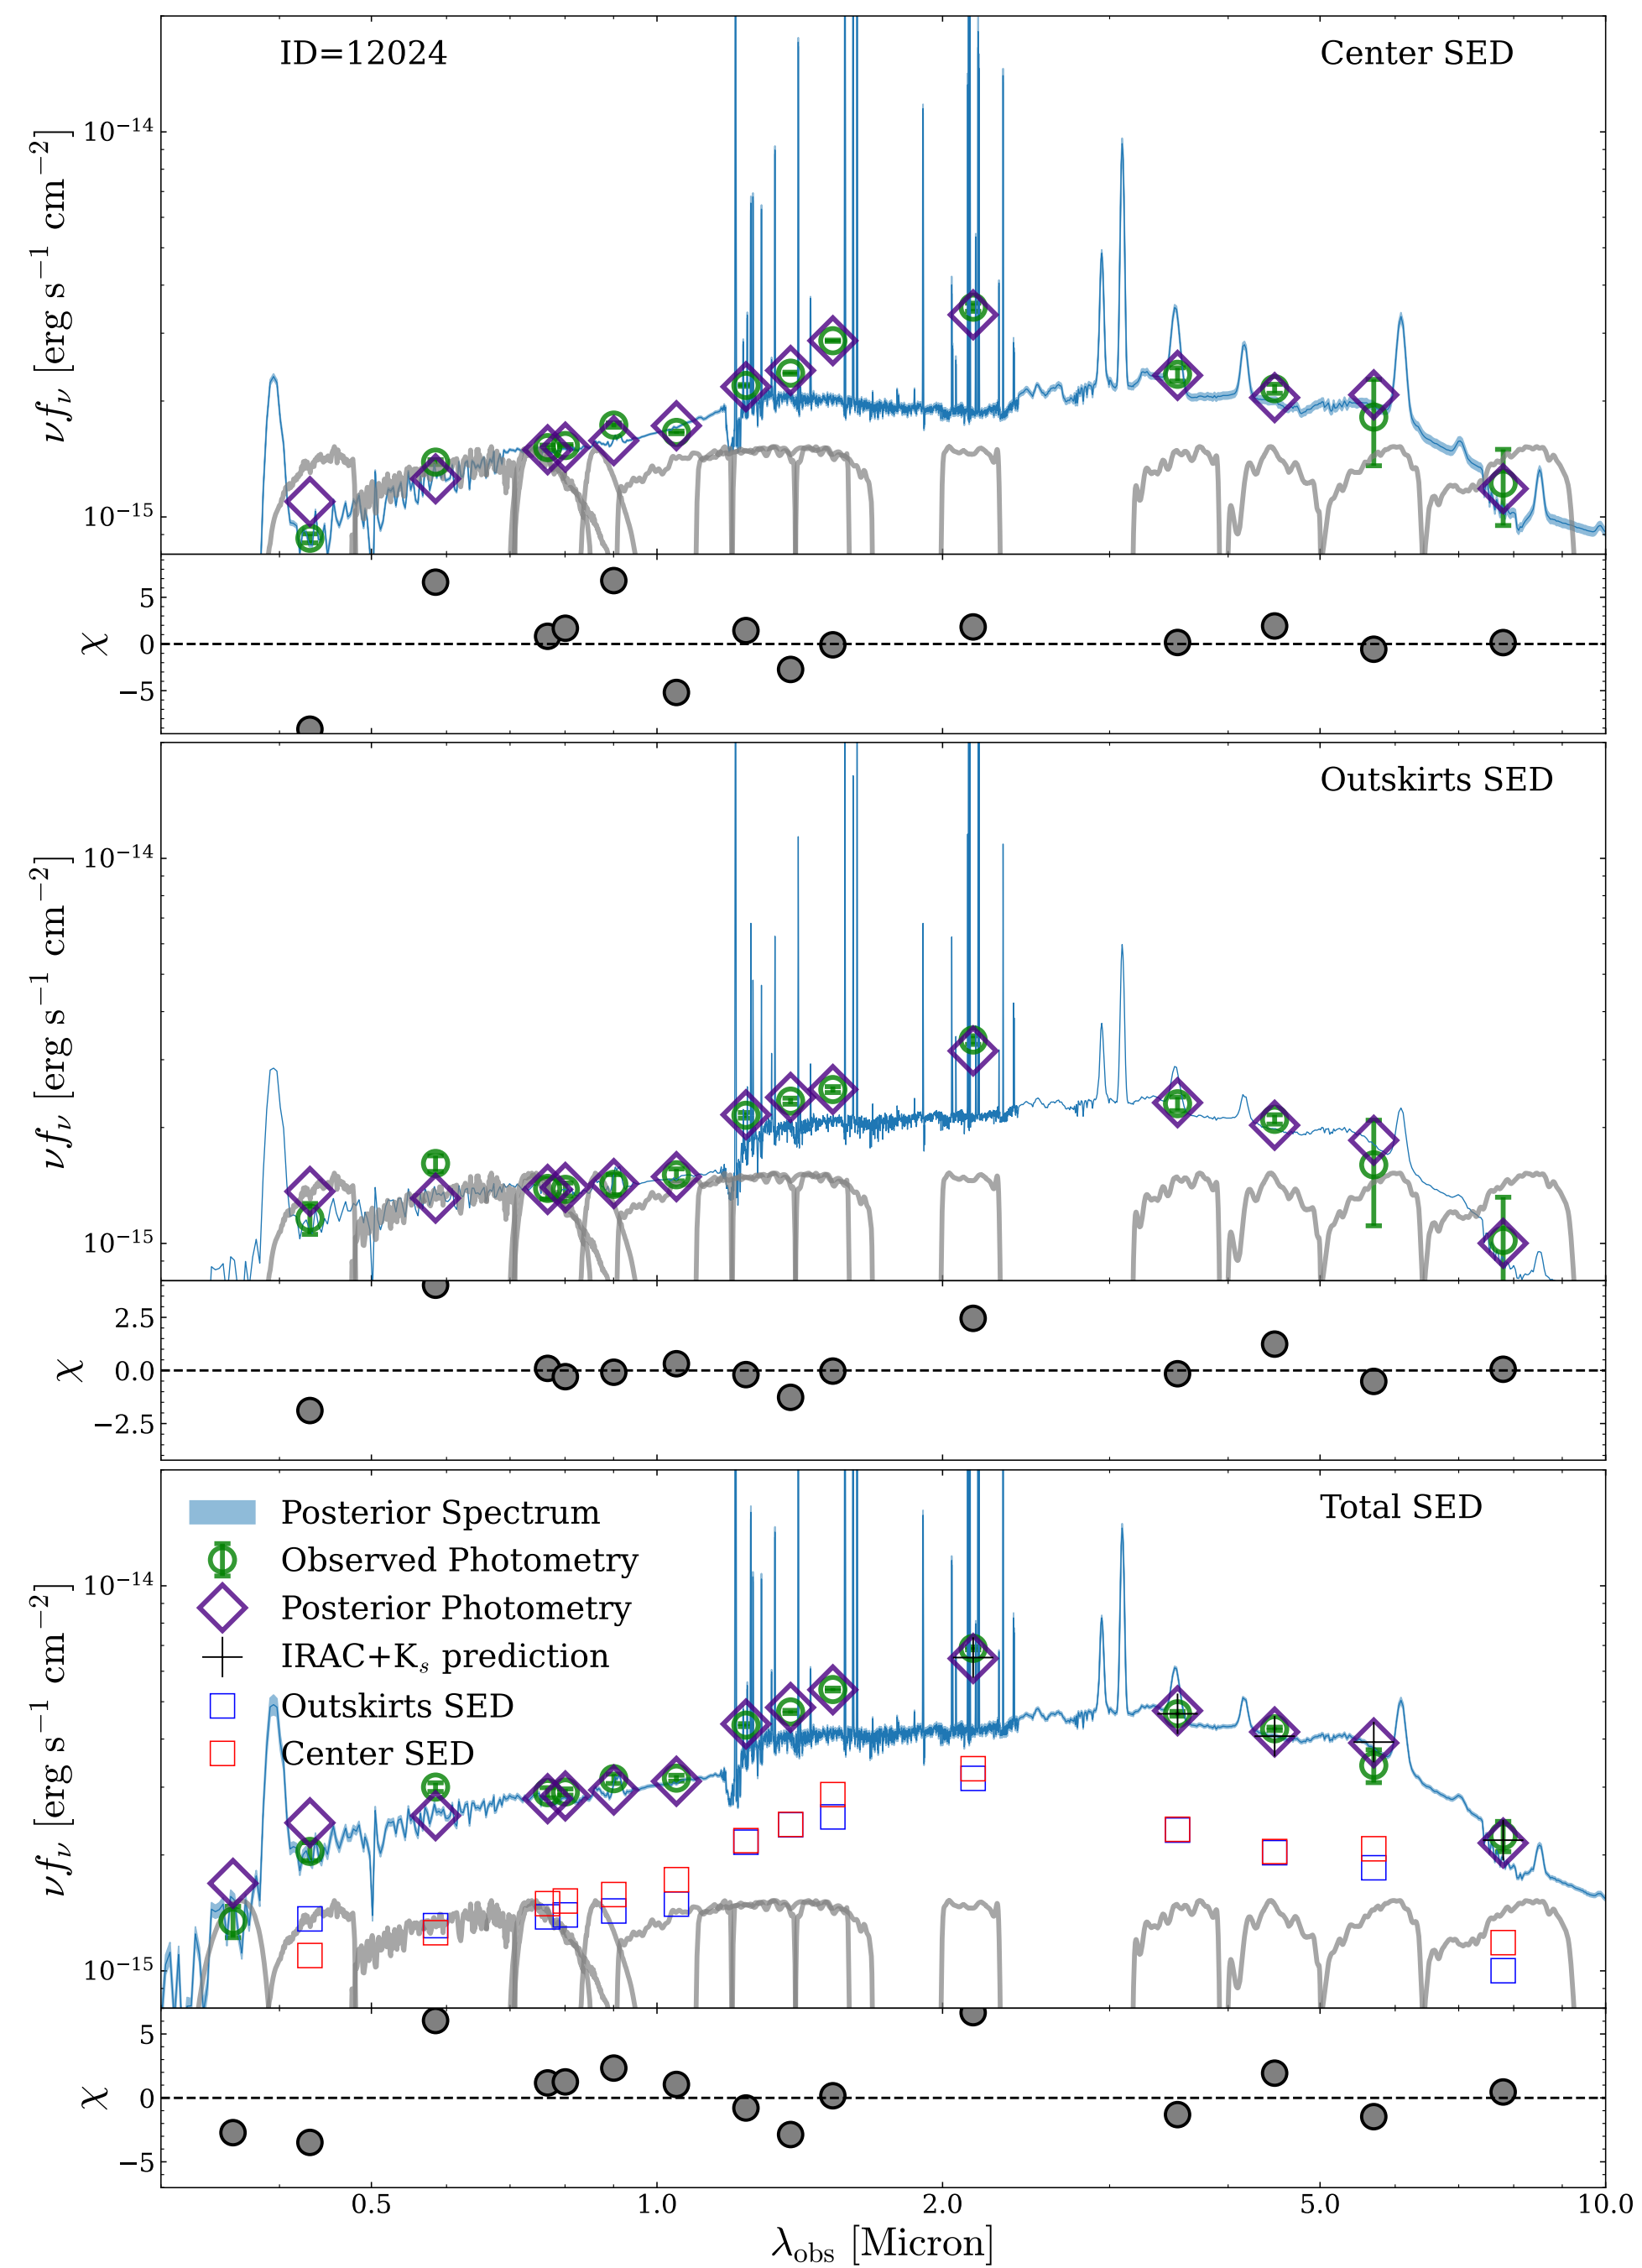 ID=12024
Center SED
10⁻¹⁴
10⁻¹⁵
νf_ν [erg s⁻¹ cm⁻²]
5
0
−5
χ
Outskirts SED
10⁻¹⁴
10⁻¹⁵
νf_ν [erg s⁻¹ cm⁻²]
2.5
0.0
−2.5
χ
Total SED
Posterior Spectrum
Observed Photometry
Posterior Photometry
IRAC+K_s prediction
Outskirts SED
Center SED
10⁻¹⁴
10⁻¹⁵
νf_ν [erg s⁻¹ cm⁻²]
5
0
−5
χ
0.5 1.0 2.0 5.0 10.0
λ_obs [Micron]